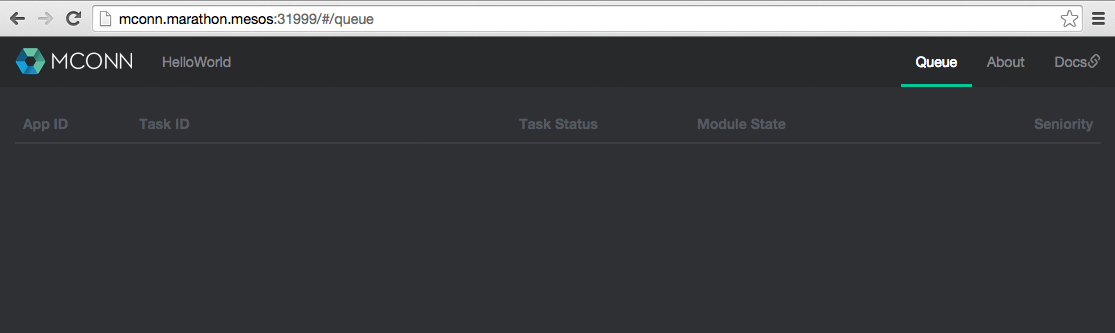 mconn.marathon.mesos:31999/#/queue
MCONN HelloWorld Queue About Docs
App ID Task ID Task Status Module State Seniority